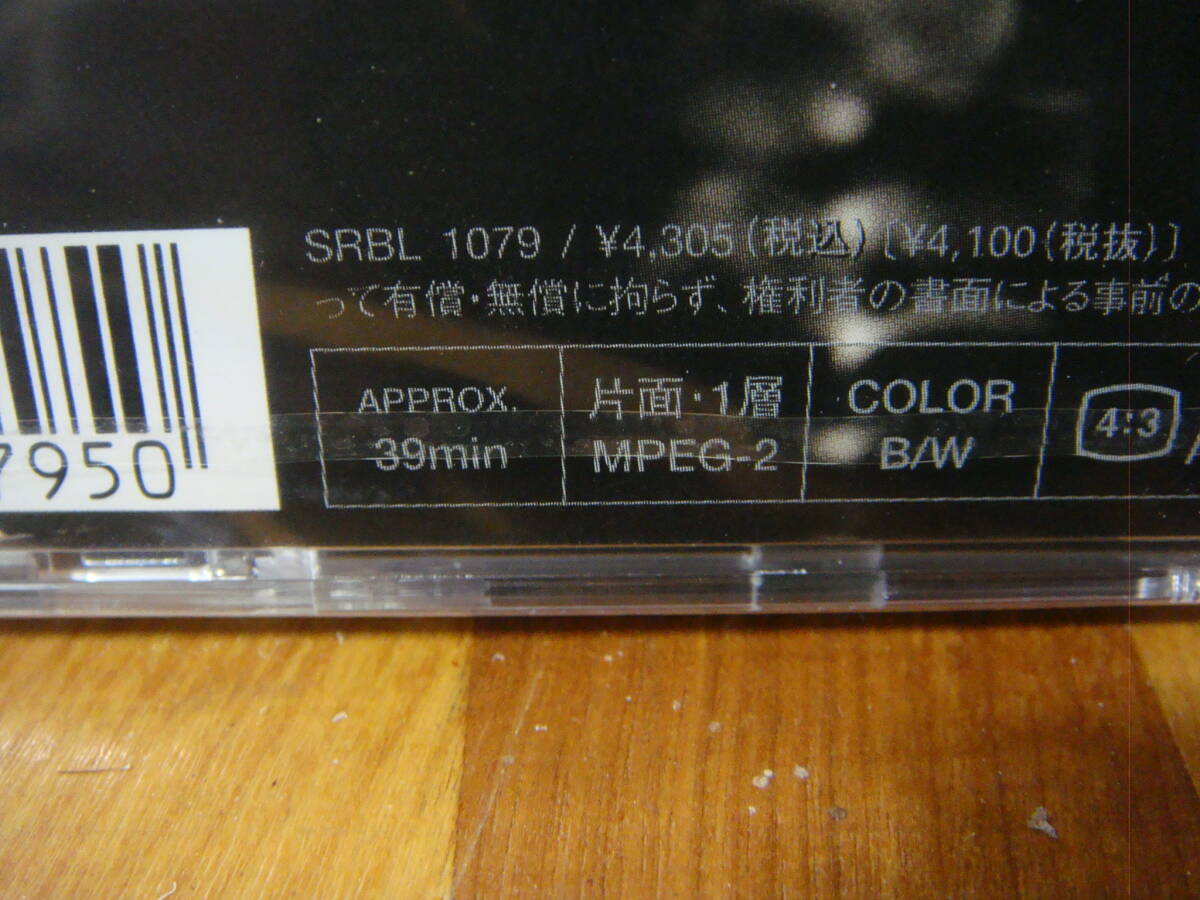 SRBL 1079 / ¥4,305(税込)〔¥4,100(税抜)〕
って有償・無償に拘らず、権利者の書面による事前の
APPROX.
39min
片面・1層
MPEG-2
COLOR
B/W
4:3
7950